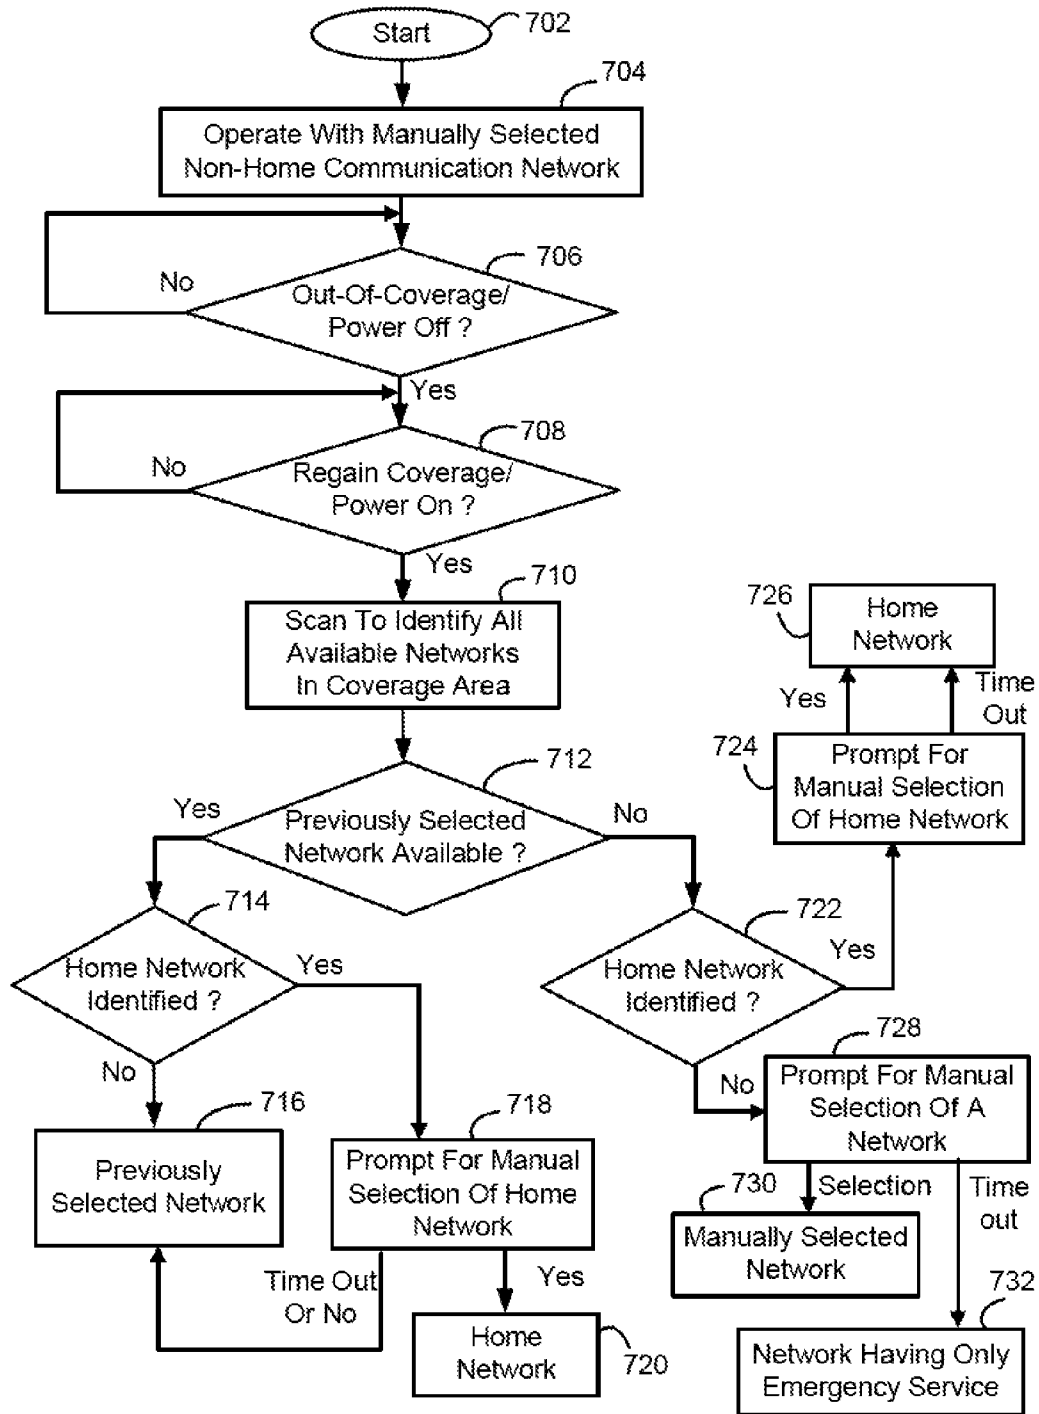 Start
702
704
Operate With Manually Selected
Non-Home Communication Network
706
No
Out-Of-Coverage/
Power Off ?
Yes
708
No
Regain Coverage/
Power On ?
Yes
710
Scan To Identify All
Available Networks
In Coverage Area
726
Home
Network
Yes
Time
Out
724
Prompt For
Manual Selection
Of Home Network
712
Yes
No
Previously Selected
Network Available ?
714
Home Network
Identified ?
Yes
No
722
Home Network
Identified ?
Yes
No
716
Previously
Selected Network
718
Prompt For Manual
Selection Of Home
Network
Time Out
Or No
Yes
Home
Network
720
728
Prompt For Manual
Selection Of A
Network
730
Selection
Time
out
Manually Selected
Network
732
Network Having Only
Emergency Service